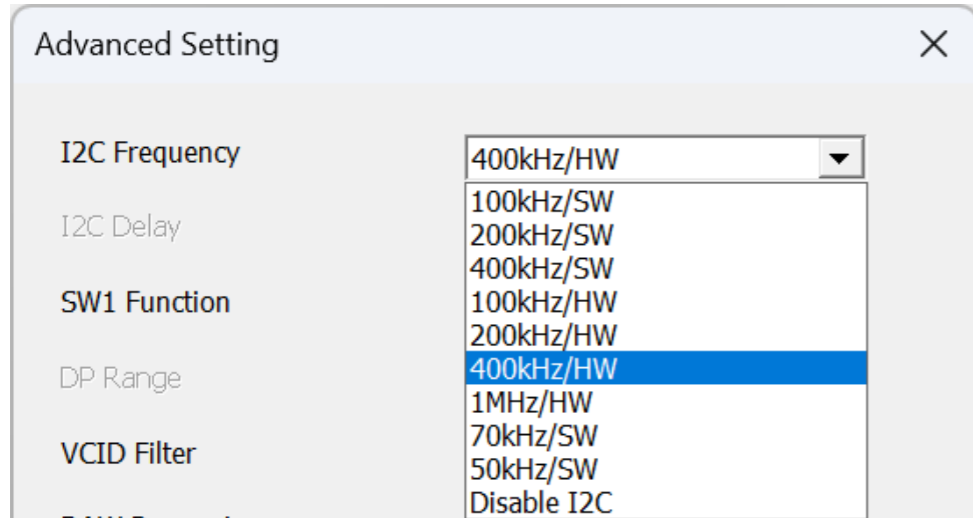 Advanced Setting
I2C Frequency
400kHz/HW
100kHz/SW
200kHz/SW
400kHz/SW
100kHz/HW
200kHz/HW
400kHz/HW
1MHz/HW
70kHz/SW
50kHz/SW
Disable I2C
I2C Delay
SW1 Function
DP Range
VCID Filter